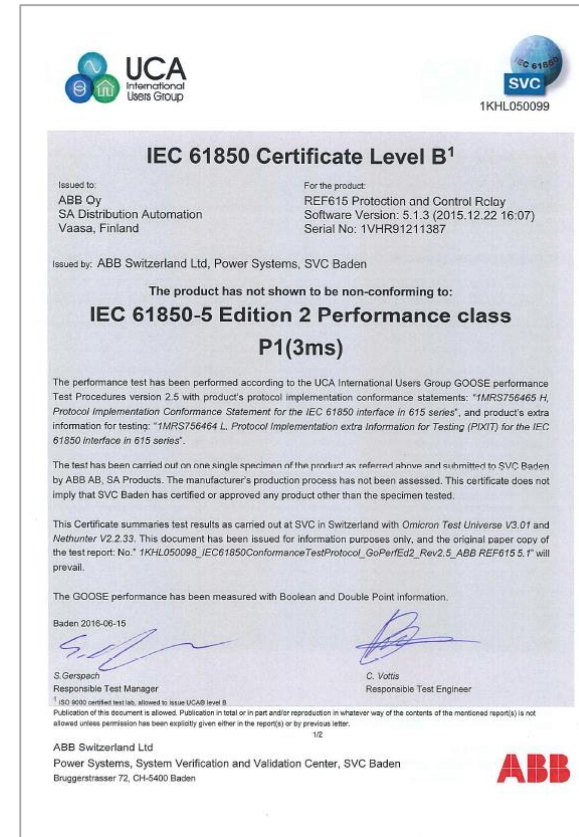 UCA
International
Users Group
IEC 61850
SVC
1KHL050099
IEC 61850 Certificate Level B¹
Issued to:
ABB Oy
SA Distribution Automation
Vaasa, Finland
For the product:
REF615 Protection and Control Relay
Software Version: 5.1.3 (2015.12.22 16:07)
Serial No: 1VHR91211387
Issued by: ABB Switzerland Ltd, Power Systems, SVC Baden
The product has not shown to be non-conforming to:
IEC 61850-5 Edition 2 Performance class
P1(3ms)
The performance test has been performed according to the UCA International Users Group GOOSE performance
Test Procedures version 2.5 with product's protocol implementation conformance statements: "1MRS756465 H,
Protocol Implementation Conformance Statement for the IEC 61850 interface in 615 series", and product's extra
information for testing: "1MRS756464 L, Protocol Implementation extra Information for Testing (PIXIT) for the IEC
61850 interface in 615 series".
The test has been carried out on one single specimen of the product as referred above and submitted to SVC Baden
by ABB AB, SA Products. The manufacturer's production process has not been assessed. This certificate does not
imply that SVC Baden has certified or approved any product other than the specimen tested.
This Certificate summaries test results as carried out at SVC in Switzerland with Omicron Test Universe V3.01 and
Nethunter V2.2.33. This document has been issued for information purposes only, and the original paper copy of
the test report: No." 1KHL050098_IEC61850ConformanceTestProtocol_GoPerfEd2_Rev2.5_ABB REF615 5.1" will
prevail.
The GOOSE performance has been measured with Boolean and Double Point information.
Baden 2016-06-15
S.Gerspach
Responsible Test Manager
C. Vottis
Responsible Test Engineer
¹ ISO 9000 certified test lab, allowed to issue UCAB level B
Publication of this document is allowed. Publication in total or in part and/or reproduction in whatever way of the contents of the mentioned report(s) is not
allowed unless permission has been explicitly given either in the report(s) or by previous letter.
1/2
ABB Switzerland Ltd
Power Systems, System Verification and Validation Center, SVC Baden
Bruggerstrasse 72, CH-5400 Baden
ABB